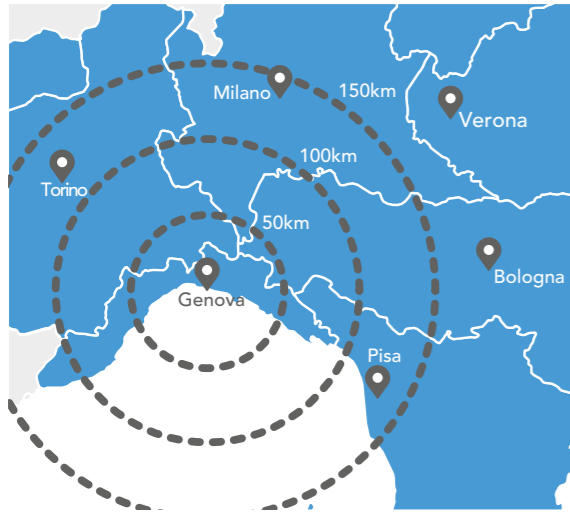 Milano
150km
Verona
100km
Torino
50km
Bologna
Genova
Pisa